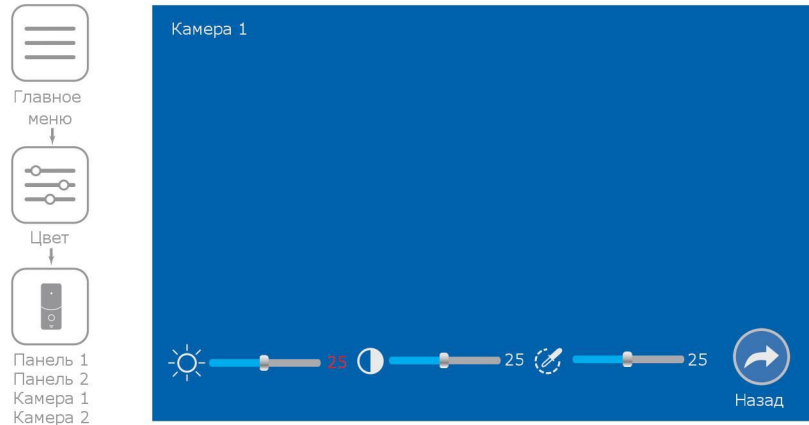 Главное
меню
Цвет
Панель 1
Панель 2
Камера 1
Камера 2
Камера 1
25
25
25
Назад